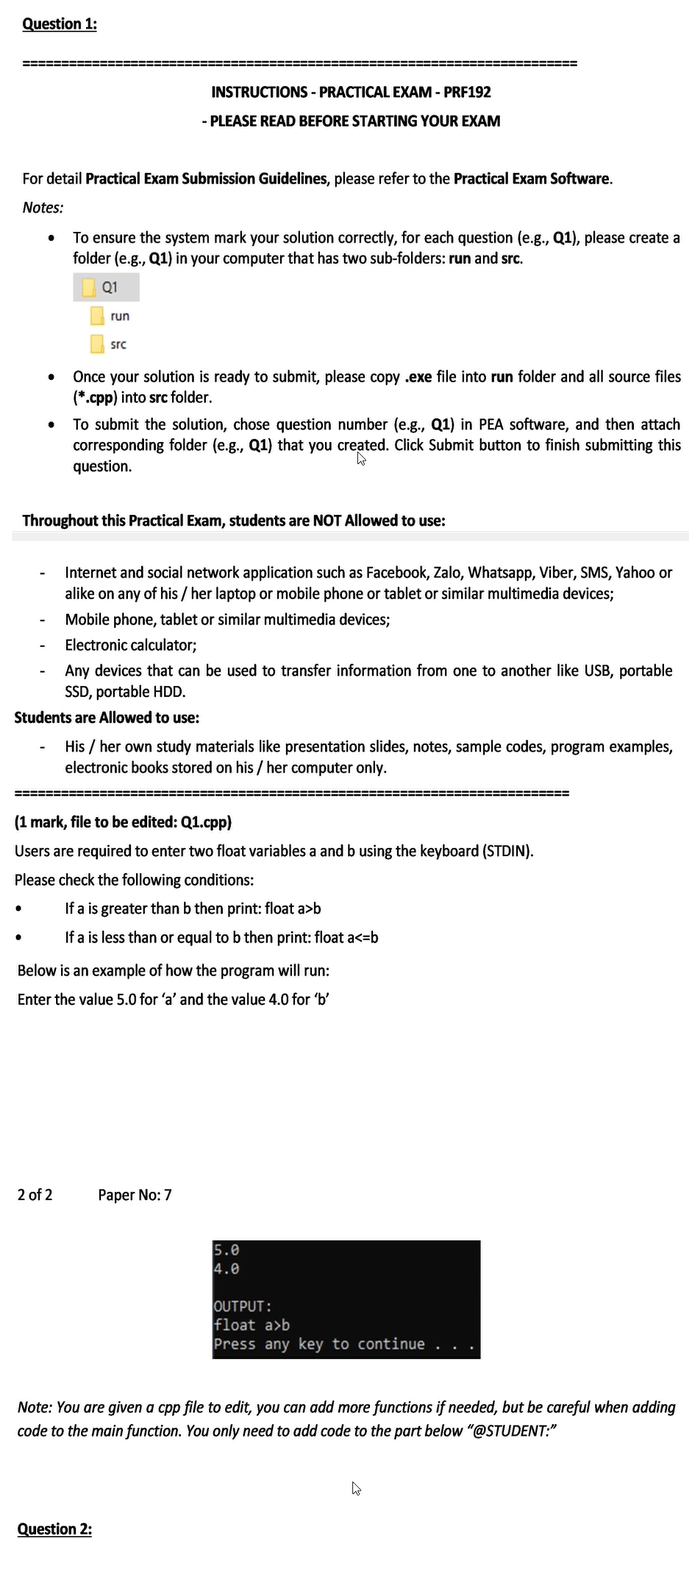 Question 1:
=======================================================================
INSTRUCTIONS - PRACTICAL EXAM - PRF192
- PLEASE READ BEFORE STARTING YOUR EXAM
For detail Practical Exam Submission Guidelines, please refer to the Practical Exam Software.
Notes:
• To ensure the system mark your solution correctly, for each question (e.g., Q1), please create a
folder (e.g., Q1) in your computer that has two sub-folders: run and src.
Q1
run
src
• Once your solution is ready to submit, please copy .exe file into run folder and all source files
(*.cpp) into src folder.
• To submit the solution, chose question number (e.g., Q1) in PEA software, and then attach
corresponding folder (e.g., Q1) that you created. Click Submit button to finish submitting this
question.
Throughout this Practical Exam, students are NOT Allowed to use:
- Internet and social network application such as Facebook, Zalo, Whatsapp, Viber, SMS, Yahoo or
alike on any of his / her laptop or mobile phone or tablet or similar multimedia devices;
- Mobile phone, tablet or similar multimedia devices;
- Electronic calculator;
- Any devices that can be used to transfer information from one to another like USB, portable
SSD, portable HDD.
Students are Allowed to use:
- His / her own study materials like presentation slides, notes, sample codes, program examples,
electronic books stored on his / her computer only.
=======================================================================
(1 mark, file to be edited: Q1.cpp)
Users are required to enter two float variables a and b using the keyboard (STDIN).
Please check the following conditions:
• If a is greater than b then print: float a>b
• If a is less than or equal to b then print: float a<=b
Below is an example of how the program will run:
Enter the value 5.0 for ‘a’ and the value 4.0 for ‘b’
2 of 2 Paper No: 7
5.0
4.0
OUTPUT:
float a>b
Press any key to continue . . .
Note: You are given a cpp file to edit, you can add more functions if needed, but be careful when adding
code to the main function. You only need to add code to the part below “@STUDENT:”
Question 2: